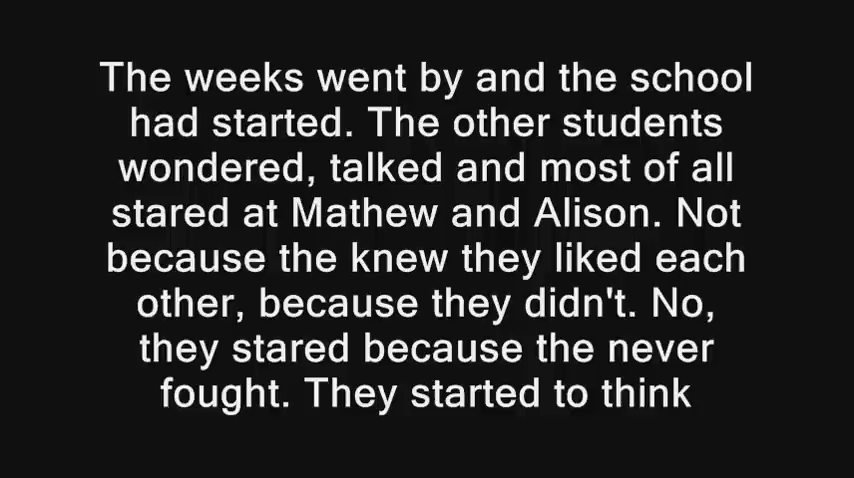 The weeks went by and the school
had started. The other students
wondered, talked and most of all
stared at Mathew and Alison. Not
because the knew they liked each
other, because they didn't. No,
they stared because the never
fought. They started to think